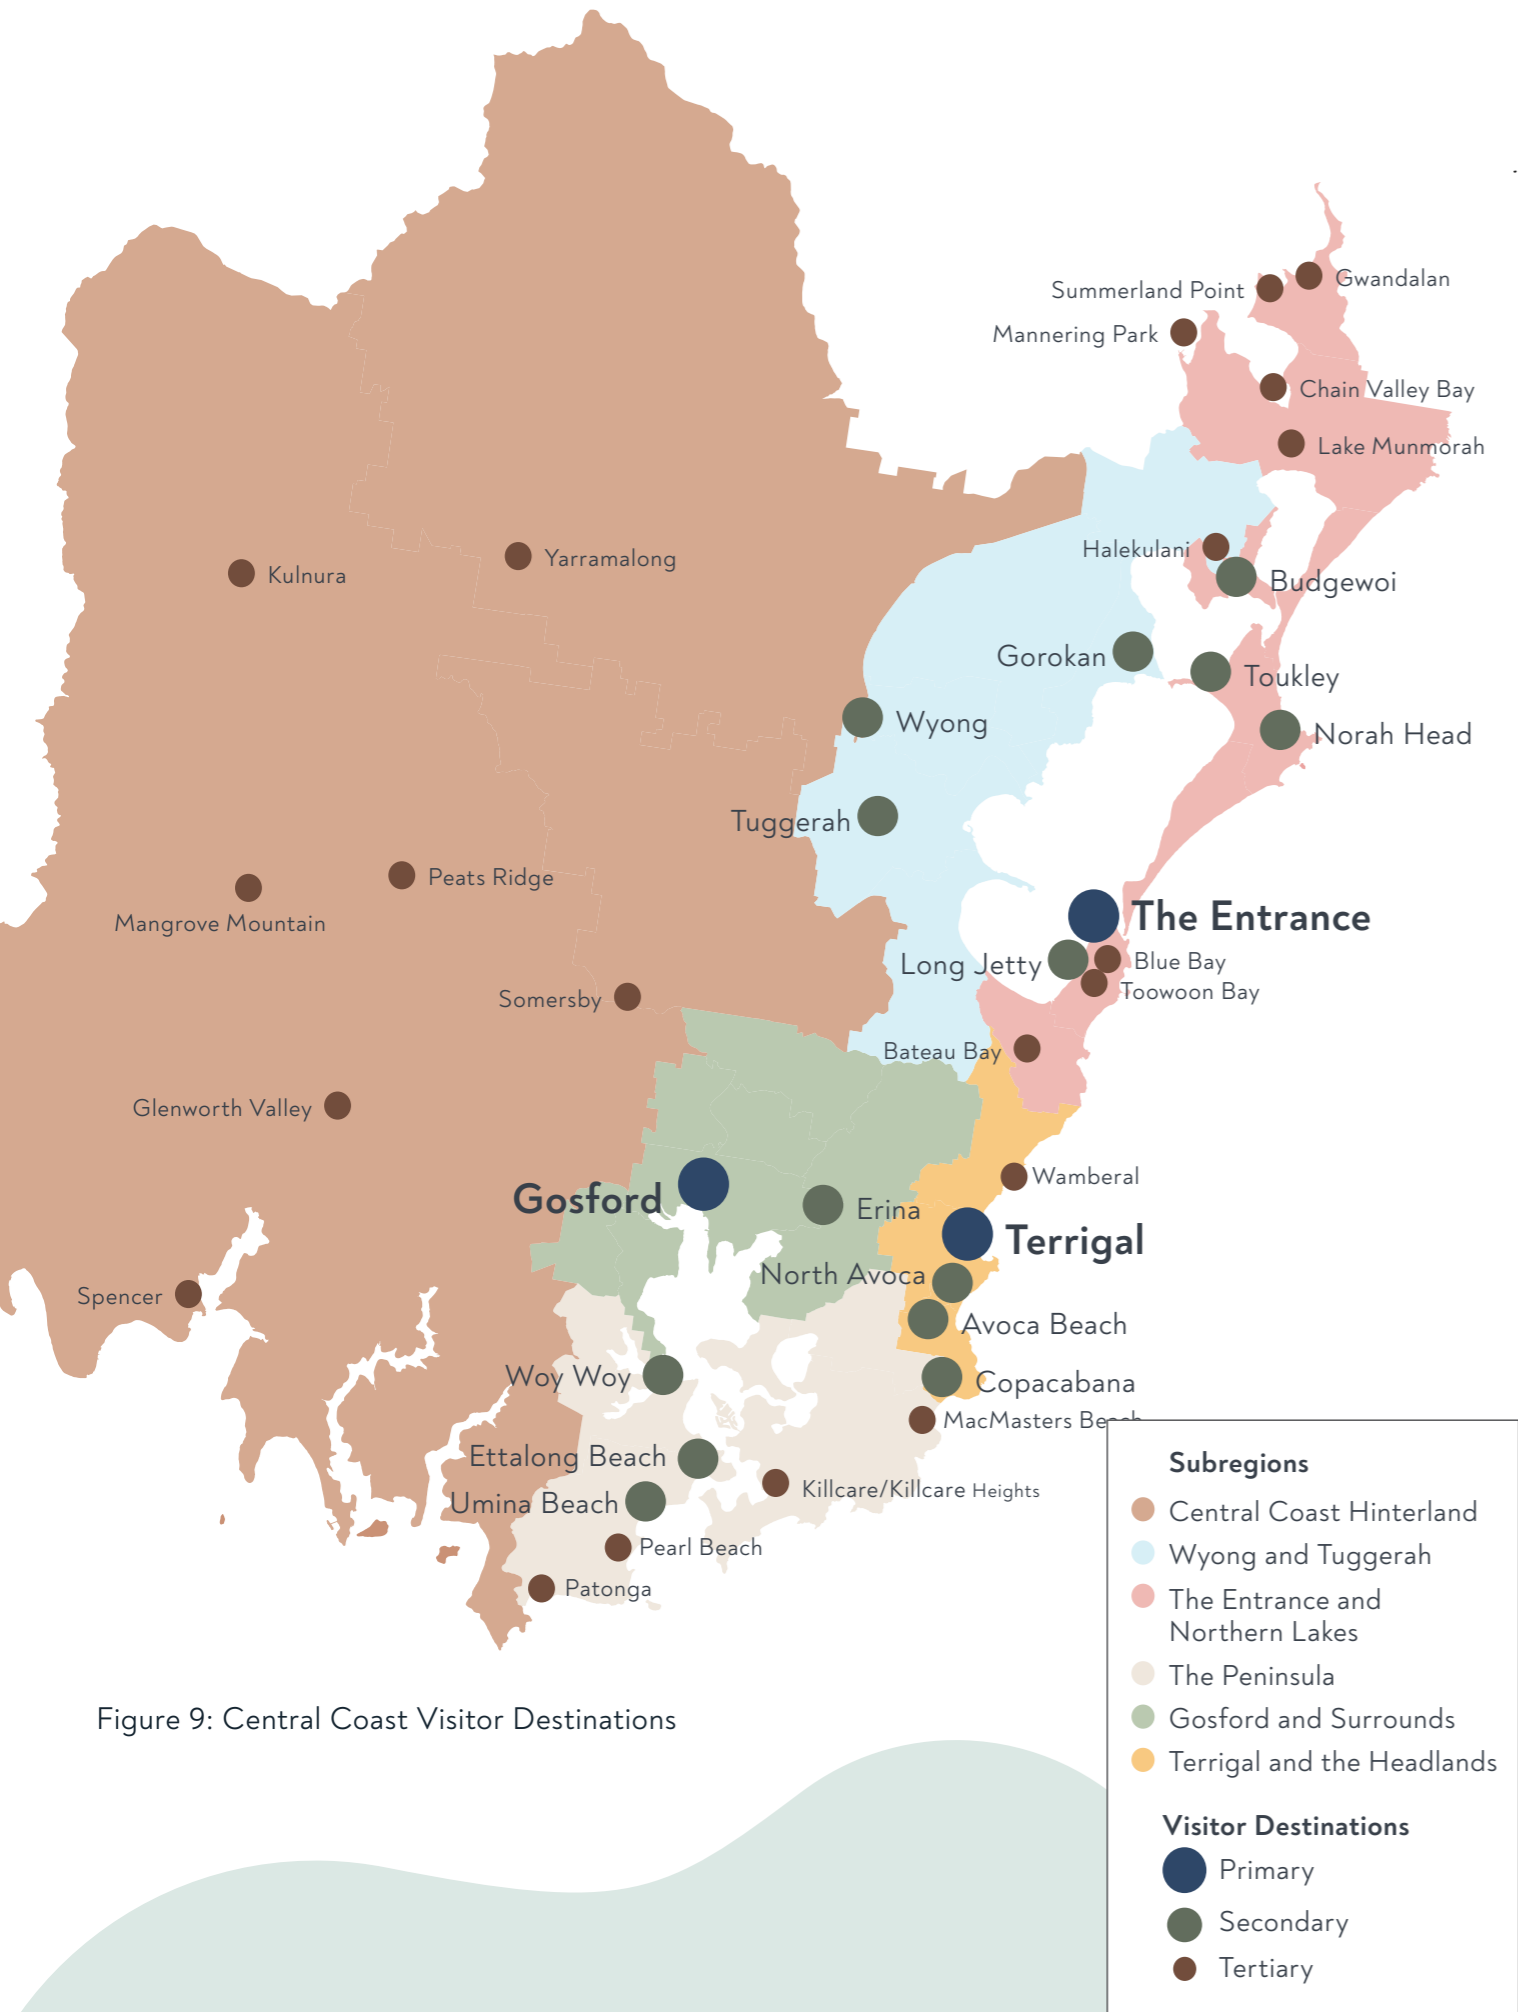 Gwandalan
Summerland Point
Mannering Park
Chain Valley Bay
Lake Munmorah
Halekulani
Yarramalong
Kulnura
Budgewoi
Gorokan
Toukley
Wyong
Norah Head
Tuggerah
Peats Ridge
The Entrance
Mangrove Mountain
Long Jetty
Blue Bay
Toowoon Bay
Somersby
Bateau Bay
Glenworth Valley
Wamberal
Gosford
Erina
Terrigal
North Avoca
Spencer
Avoca Beach
Woy Woy
Copacabana
MacMasters Beach
Ettalong Beach
Killcare/Killcare Heights
Umina Beach
Pearl Beach
Patonga
Subregions
Central Coast Hinterland
Wyong and Tuggerah
The Entrance and
Northern Lakes
The Peninsula
Gosford and Surrounds
Terrigal and the Headlands
Visitor Destinations
Primary
Secondary
Tertiary
Figure 9: Central Coast Visitor Destinations